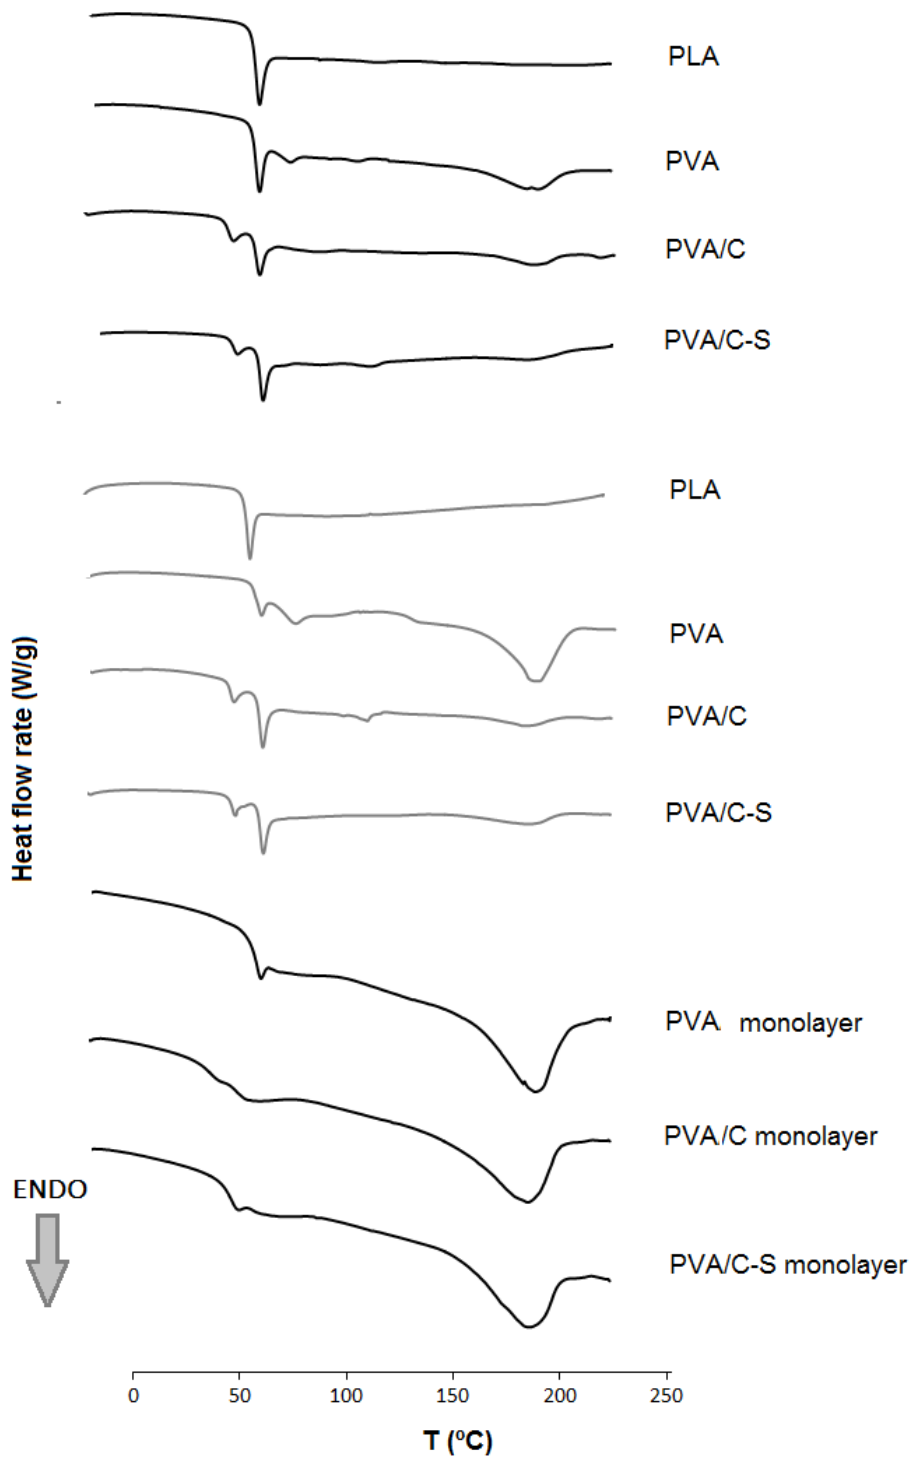 PLA
PVA
PVA/C
PVA/C-S
PLA
PVA
PVA/C
PVA/C-S
Heat flow rate (W/g)
PVA monolayer
PVA/C monolayer
ENDO
PVA/C-S monolayer
0 50 100 150 200 250
T (ºC)